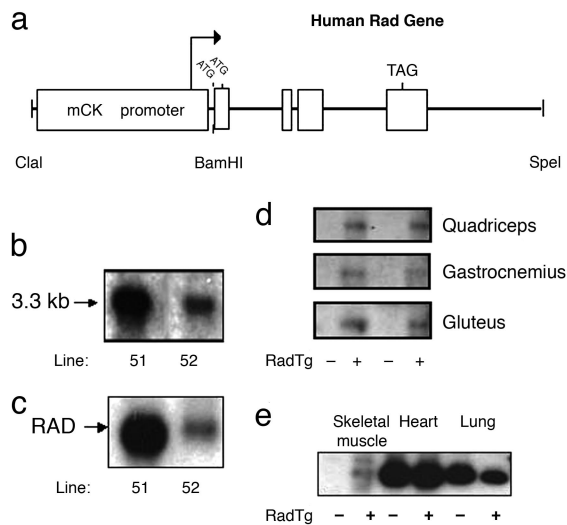 a
Human Rad Gene
ATG
ATG
TAG
mCK promoter
ClaI
BamHI
SpeI
b
3.3 kb
Line: 51 52
c
RAD
Line: 51 52
d
Quadriceps
Gastrocnemius
Gluteus
RadTg – + – +
e
Skeletal muscle
Heart
Lung
RadTg – + – + – +